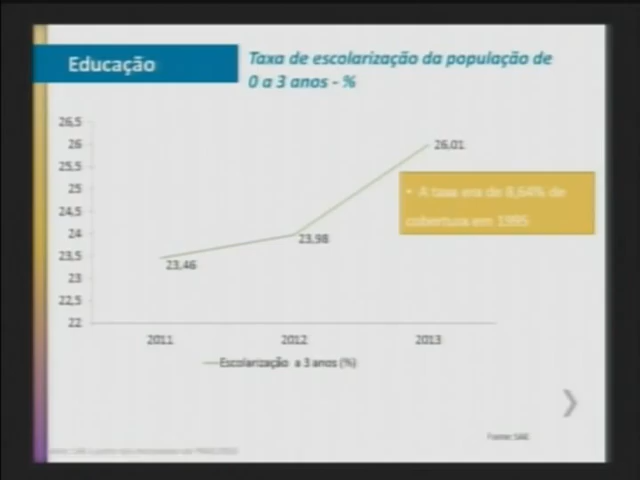 Educação
Taxa de escolarização da população de
0 a 3 anos - %
26,5
26
25,5
25
24,5
24
23,5
23
22,5
22
26,01
23,98
23,46
• A taxa era de 8,64% de
cobertura em 1995
2011
2012
2013
Escolarização a 3 anos (%)
Fonte: SAE